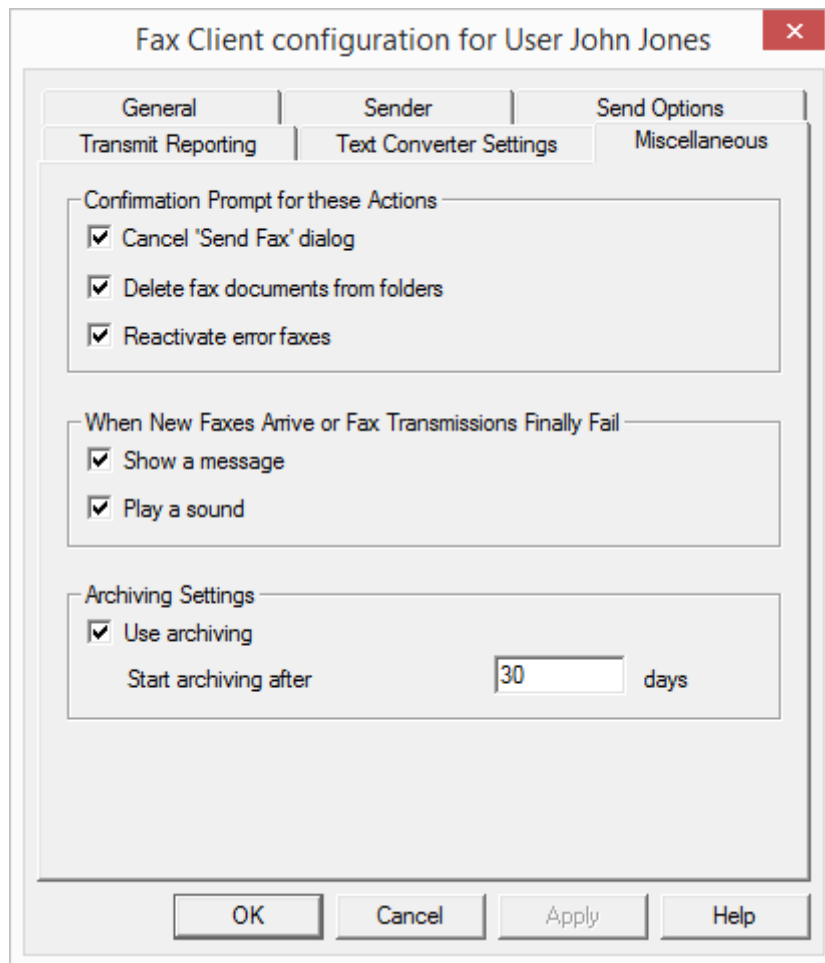 Fax Client configuration for User John Jones
General Sender Send Options
Transmit Reporting Text Converter Settings Miscellaneous
Confirmation Prompt for these Actions
Cancel 'Send Fax' dialog
Delete fax documents from folders
Reactivate error faxes
When New Faxes Arrive or Fax Transmissions Finally Fail
Show a message
Play a sound
Archiving Settings
Use archiving
Start archiving after 30 days
OK Cancel Apply Help